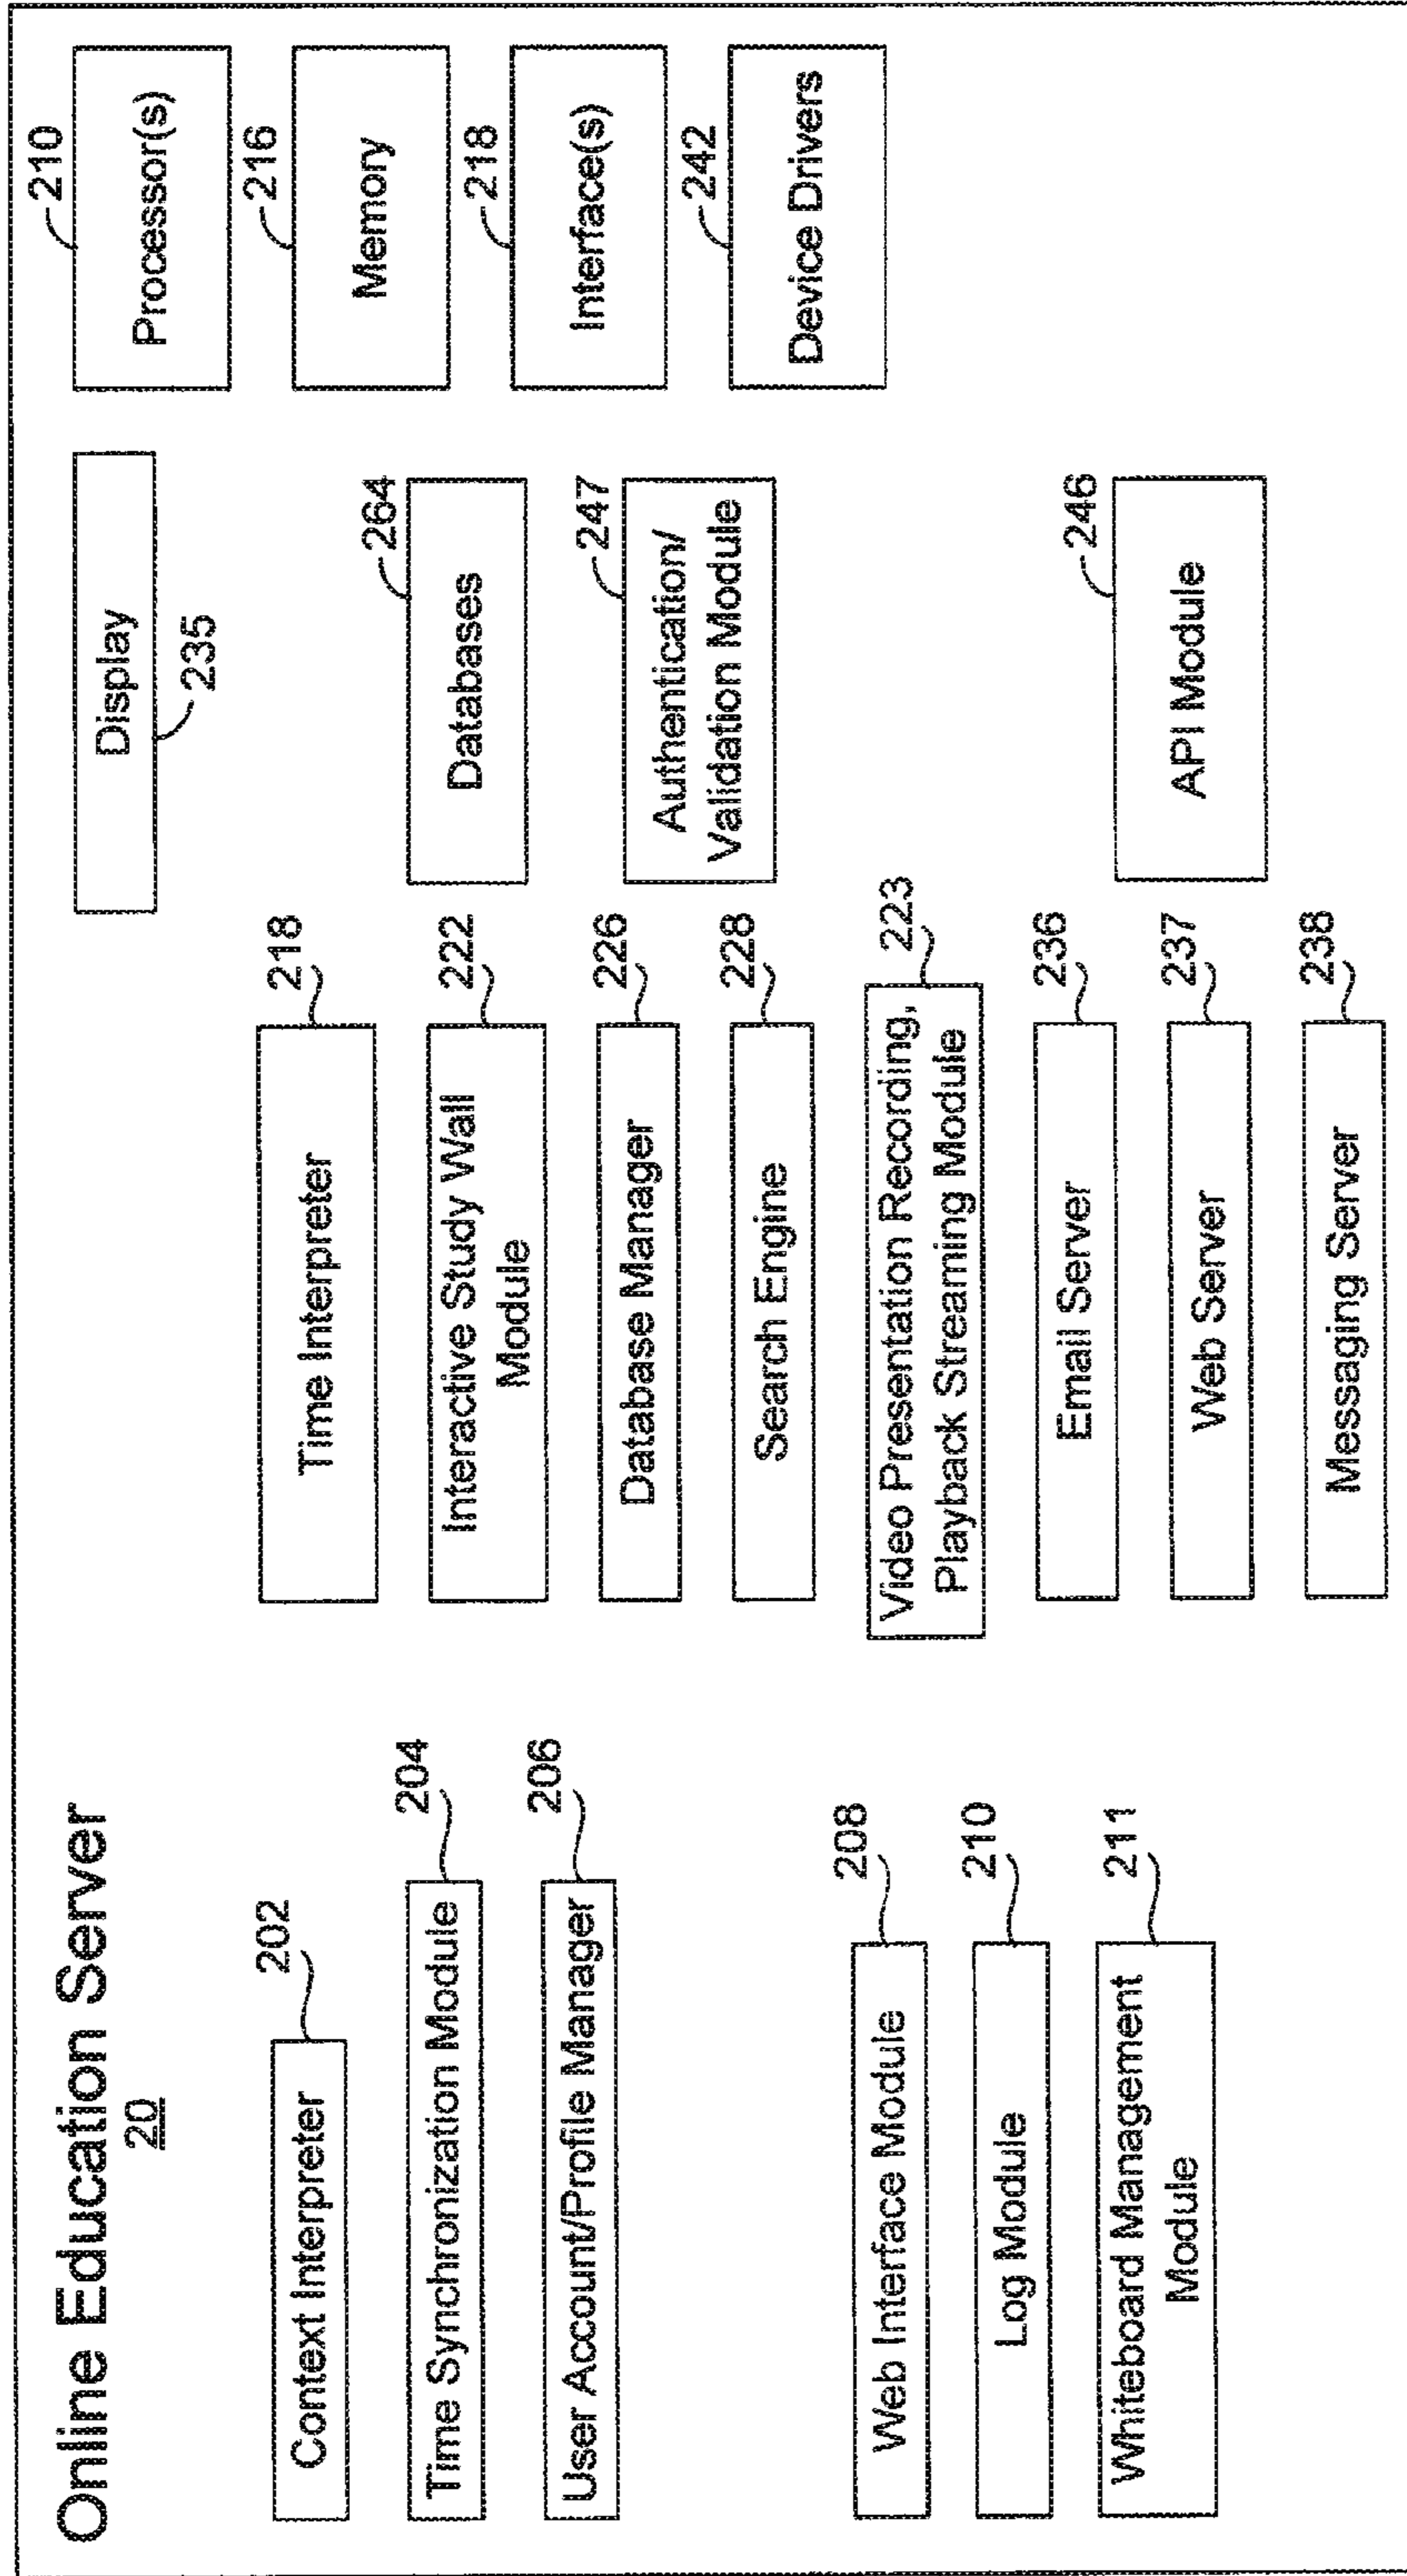 Online Education Server
20
202
Context Interpreter
204
Time Synchronization Module
206
User Account/Profile Manager
208
Web Interface Module
210
Log Module
211
Whiteboard Management
Module
218
Time Interpreter
222
Interactive Study Wall
Module
226
Database Manager
228
Search Engine
223
Video Presentation Recording,
Playback Streaming Module
236
Email Server
237
Web Server
238
Messaging Server
Display
235
264
Databases
247
Authentication/
Validation Module
246
API Module
210
Processor(s)
216
Memory
218
Interface(s)
242
Device Drivers